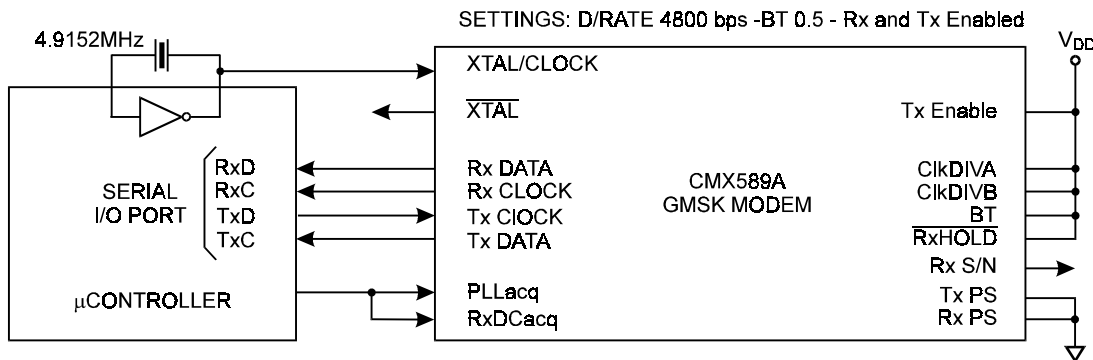 SETTINGS: D/RATE 4800 bps -BT 0.5 - Rx and Tx Enabled
4.9152MHz
VDD
XTAL/CLOCK
XTAL
Tx Enable
RxD
Rx DATA
ClkDIVA
RxC
Rx CLOCK
ClkDIVB
SERIAL
I/O PORT
CMX589A
GMSK MODEM
TxD
Tx ClOCK
BT
TxC
Tx DATA
RxHOLD
Rx S/N
μCONTROLLER
PLLacq
Tx PS
RxDCacq
Rx PS